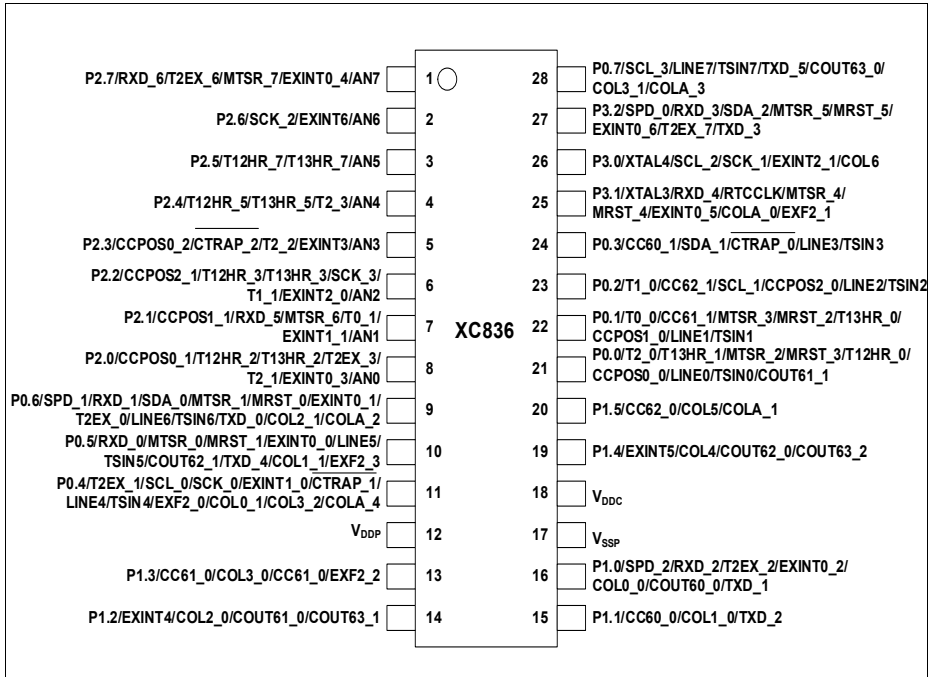 P2.7/RXD_6/T2EX_6/MTSR_7/EXINT0_4/AN7
1
P2.6/SCK_2/EXINT6/AN6
2
P2.5/T12HR_7/T13HR_7/AN5
3
P2.4/T12HR_5/T13HR_5/T2_3/AN4
4
P2.3/CCPOS0_2/CTRAP_2/T2_2/EXINT3/AN3
5
P2.2/CCPOS2_1/T12HR_3/T13HR_3/SCK_3/
T1_1/EXINT2_0/AN2
6
P2.1/CCPOS1_1/RXD_5/MTSR_6/T0_1/
EXINT1_1/AN1
7
P2.0/CCPOS0_1/T12HR_2/T13HR_2/T2EX_3/
T2_1/EXINT0_3/AN0
8
P0.6/SPD_1/RXD_1/SDA_0/MTSR_1/MRST_0/EXINT0_1/
T2EX_0/LINE6/TSIN6/TXD_0/COL2_1/COLA_2
9
P0.5/RXD_0/MTSR_0/MRST_1/EXINT0_0/LINE5/
TSIN5/COUT62_1/TXD_4/COL1_1/EXF2_3
10
P0.4/T2EX_1/SCL_0/SCK_0/EXINT1_0/CTRAP_1/
LINE4/TSIN4/EXF2_0/COL0_1/COL3_2/COLA_4
11
VDDP
12
P1.3/CC61_0/COL3_0/CC61_0/EXF2_2
13
P1.2/EXINT4/COL2_0/COUT61_0/COUT63_1
14
XC836
28
P0.7/SCL_3/LINE7/TSIN7/TXD_5/COUT63_0/
COL3_1/COLA_3
27
P3.2/SPD_0/RXD_3/SDA_2/MTSR_5/MRST_5/
EXINT0_6/T2EX_7/TXD_3
26
P3.0/XTAL4/SCL_2/SCK_1/EXINT2_1/COL6
25
P3.1/XTAL3/RXD_4/RTCCLK/MTSR_4/
MRST_4/EXINT0_5/COLA_0/EXF2_1
24
P0.3/CC60_1/SDA_1/CTRAP_0/LINE3/TSIN3
23
P0.2/T1_0/CC62_1/SCL_1/CCPOS2_0/LINE2/TSIN2
22
P0.1/T0_0/CC61_1/MTSR_3/MRST_2/T13HR_0/
CCPOS1_0/LINE1/TSIN1
21
P0.0/T2_0/T13HR_1/MTSR_2/MRST_3/T12HR_0/
CCPOS0_0/LINE0/TSIN0/COUT61_1
20
P1.5/CC62_0/COL5/COLA_1
19
P1.4/EXINT5/COL4/COUT62_0/COUT63_2
18
VDDC
17
VSSP
16
P1.0/SPD_2/RXD_2/T2EX_2/EXINT0_2/
COL0_0/COUT60_0/TXD_1
15
P1.1/CC60_0/COL1_0/TXD_2